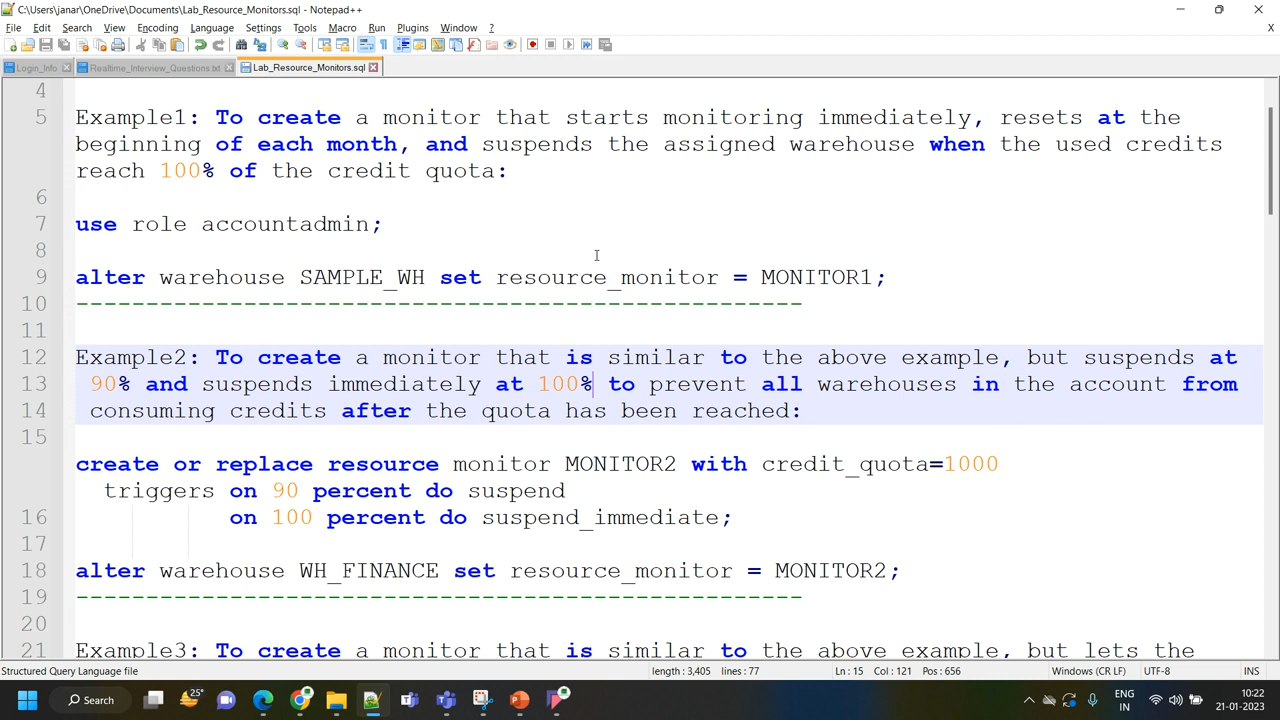 C:\Users\janar\OneDrive\Documents\Lab_Resource_Monitors.sql - Notepad++
File Edit Search View Encoding Language Settings Tools Macro Run Plugins Window ? X
Login_Info Realtime_Interview_Questions.txt Lab_Resource_Monitors.sql
4
5 Example1: To create a monitor that starts monitoring immediately, resets at the
beginning of each month, and suspends the assigned warehouse when the used credits
reach 100% of the credit quota:
6
7 use role accountadmin;
8
9 alter warehouse SAMPLE_WH set resource_monitor = MONITOR1;
10 ----------------------------------------------------
11
12 Example2: To create a monitor that is similar to the above example, but suspends at
13 90% and suspends immediately at 100% to prevent all warehouses in the account from
14 consuming credits after the quota has been reached:
15
create or replace resource monitor MONITOR2 with credit_quota=1000
triggers on 90 percent do suspend
16 on 100 percent do suspend_immediate;
17
18 alter warehouse WH_FINANCE set resource_monitor = MONITOR2;
19 ----------------------------------------------------
20
21 Example3: To create a monitor that is similar to the above example, but lets the
Structured Query Language file length : 3,405 lines : 77 Ln : 15 Col : 121 Pos : 656 Windows (CR LF) UTF-8 INS
Search 25° ENG IN 10:22 21-01-2023